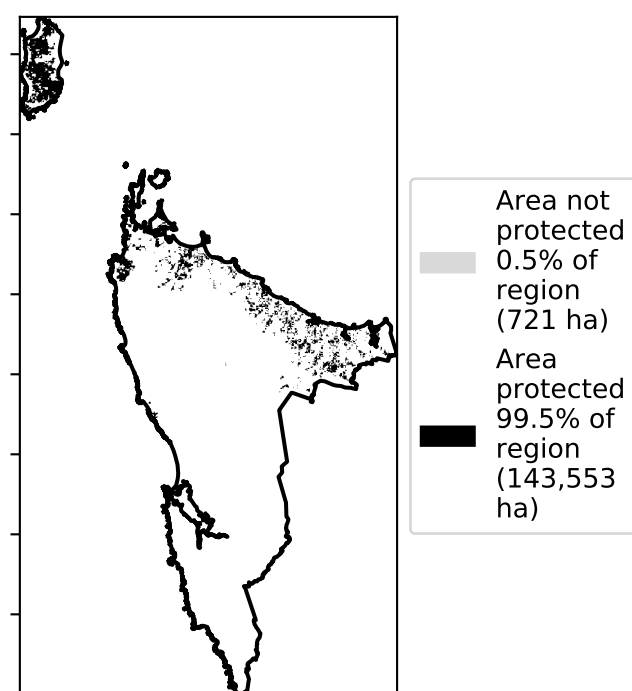 Area not
protected
0.5% of
region
(721 ha)
Area
protected
99.5% of
region
(143,553
ha)